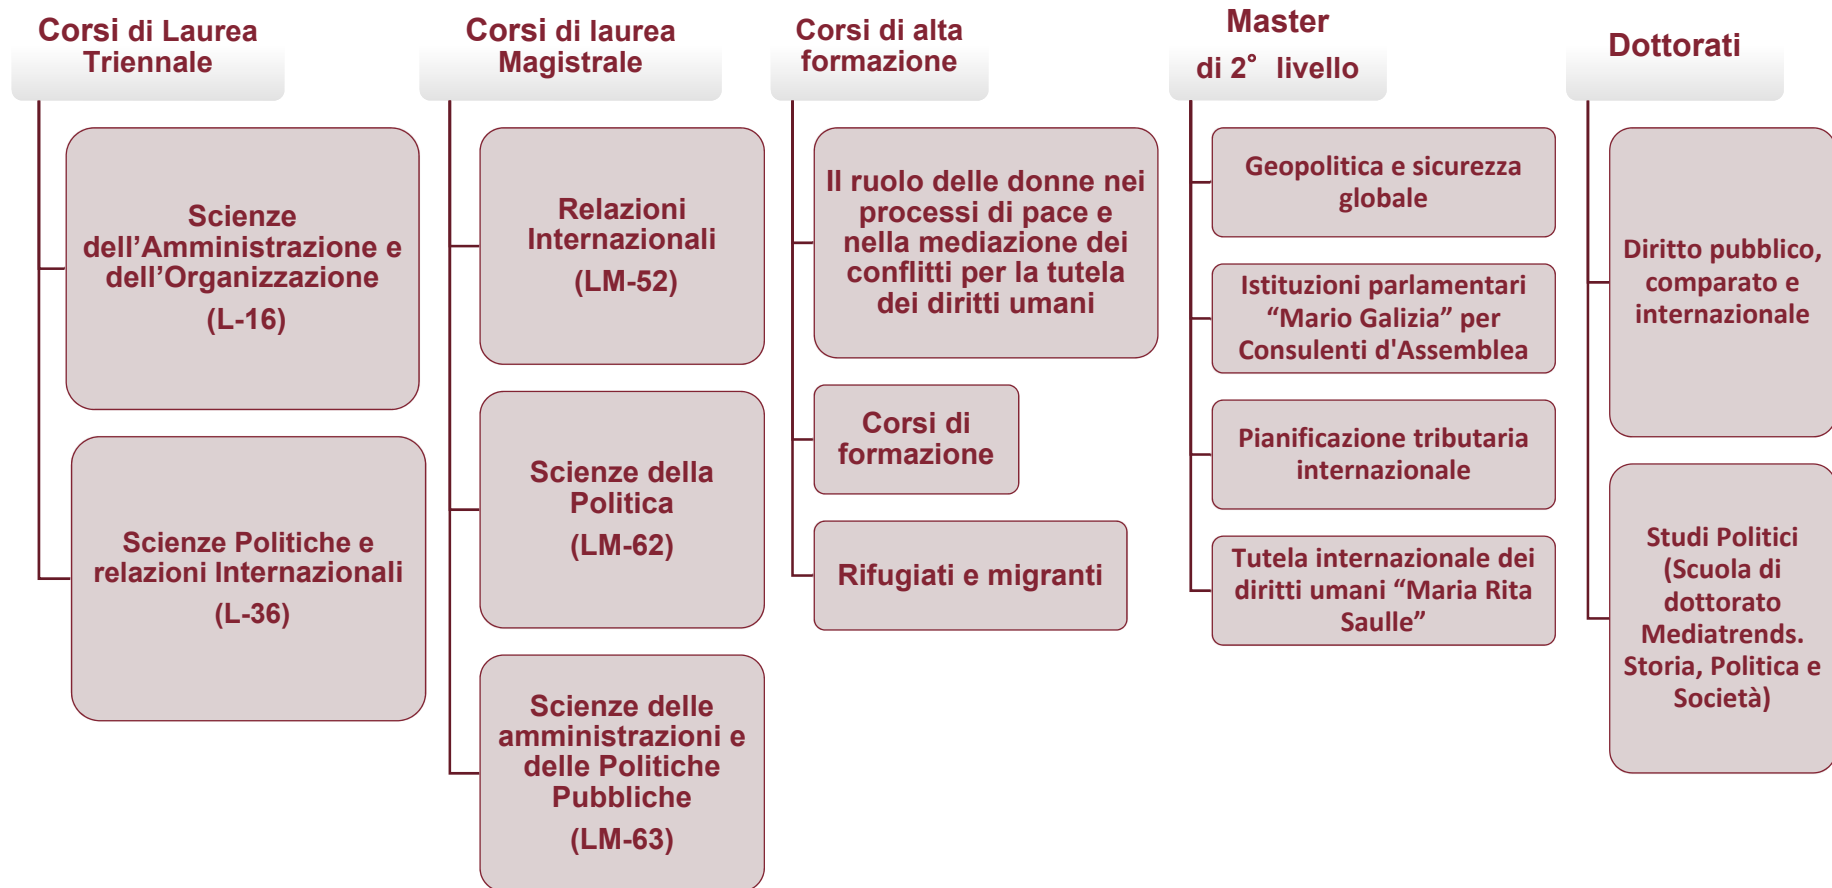 Corsi di Laurea
Triennale
Scienze
dell’Amministrazione e
dell’Organizzazione
(L-16)
Scienze Politiche e
relazioni Internazionali
(L-36)
Corsi di laurea
Magistrale
Relazioni
Internazionali
(LM-52)
Scienze della
Politica
(LM-62)
Scienze delle
amministrazioni e
delle Politiche
Pubbliche
(LM-63)
Corsi di alta
formazione
Il ruolo delle donne nei
processi di pace e
nella mediazione dei
conflitti per la tutela
dei diritti umani
Corsi di
formazione
Rifugiati e migranti
Master
di 2° livello
Geopolitica e sicurezza
globale
Istituzioni parlamentari
“Mario Galizia” per
Consulenti d'Assemblea
Pianificazione tributaria
internazionale
Tutela internazionale dei
diritti umani “Maria Rita
Saulle”
Dottorati
Diritto pubblico,
comparato e
internazionale
Studi Politici
(Scuola di
dottorato
Mediatrends.
Storia, Politica e
Società)